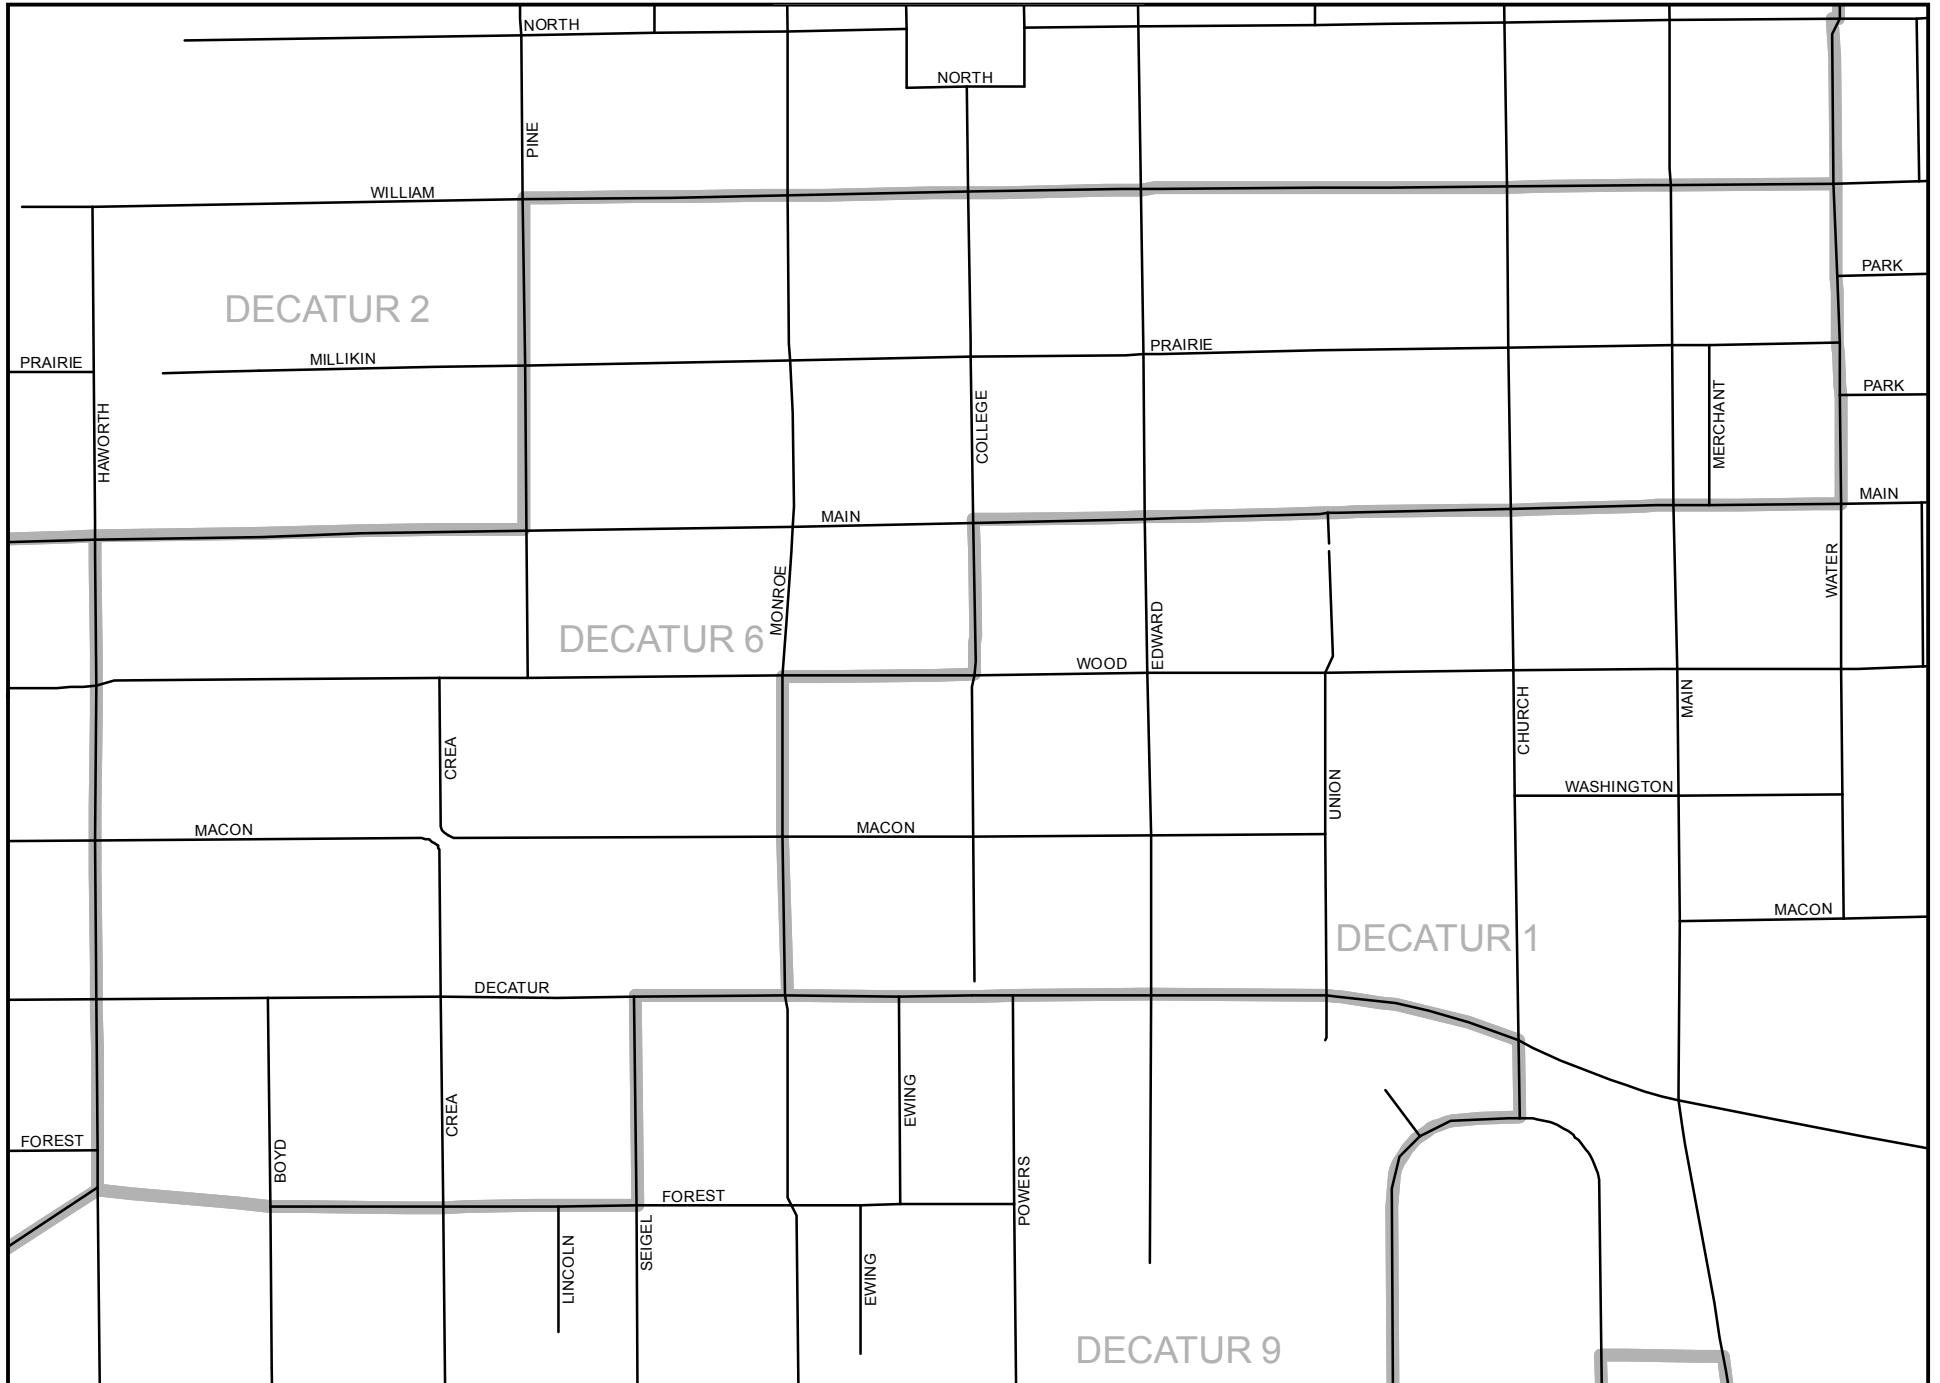 NORTH
NORTH
PINE
WILLIAM
PARK
DECATUR 2
PRAIRIE
MILLIKIN
PRAIRIE
PARK
HAWORTH
COLLEGE
MERCHANT
MAIN
MAIN
MONROE
WATER
DECATUR 6
EDWARD
WOOD
CREA
CHURCH
MAIN
UNION
WASHINGTON
MACON
MACON
MACON
DECATUR 1
DECATUR
EWING
CREA
FOREST
BOYD
POWERS
FOREST
SEIGEL
LINCOLN
EWING
DECATUR 9